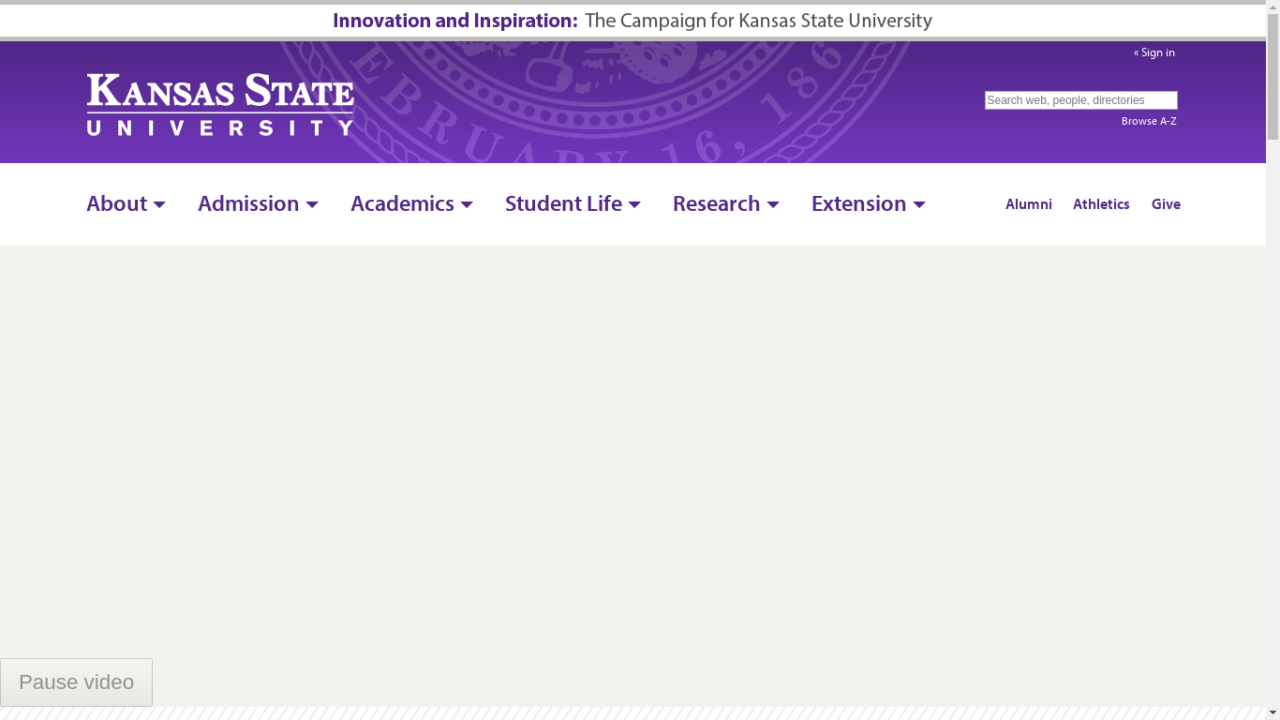 Innovation and Inspiration: The Campaign for Kansas State University
« Sign in
KANSAS STATE
UNIVERSITY
Search web, people, directories
Browse A-Z
EBRUARY 16, 186
About
Admission
Academics
Student Life
Research
Extension
Alumni
Athletics
Give
Pause video